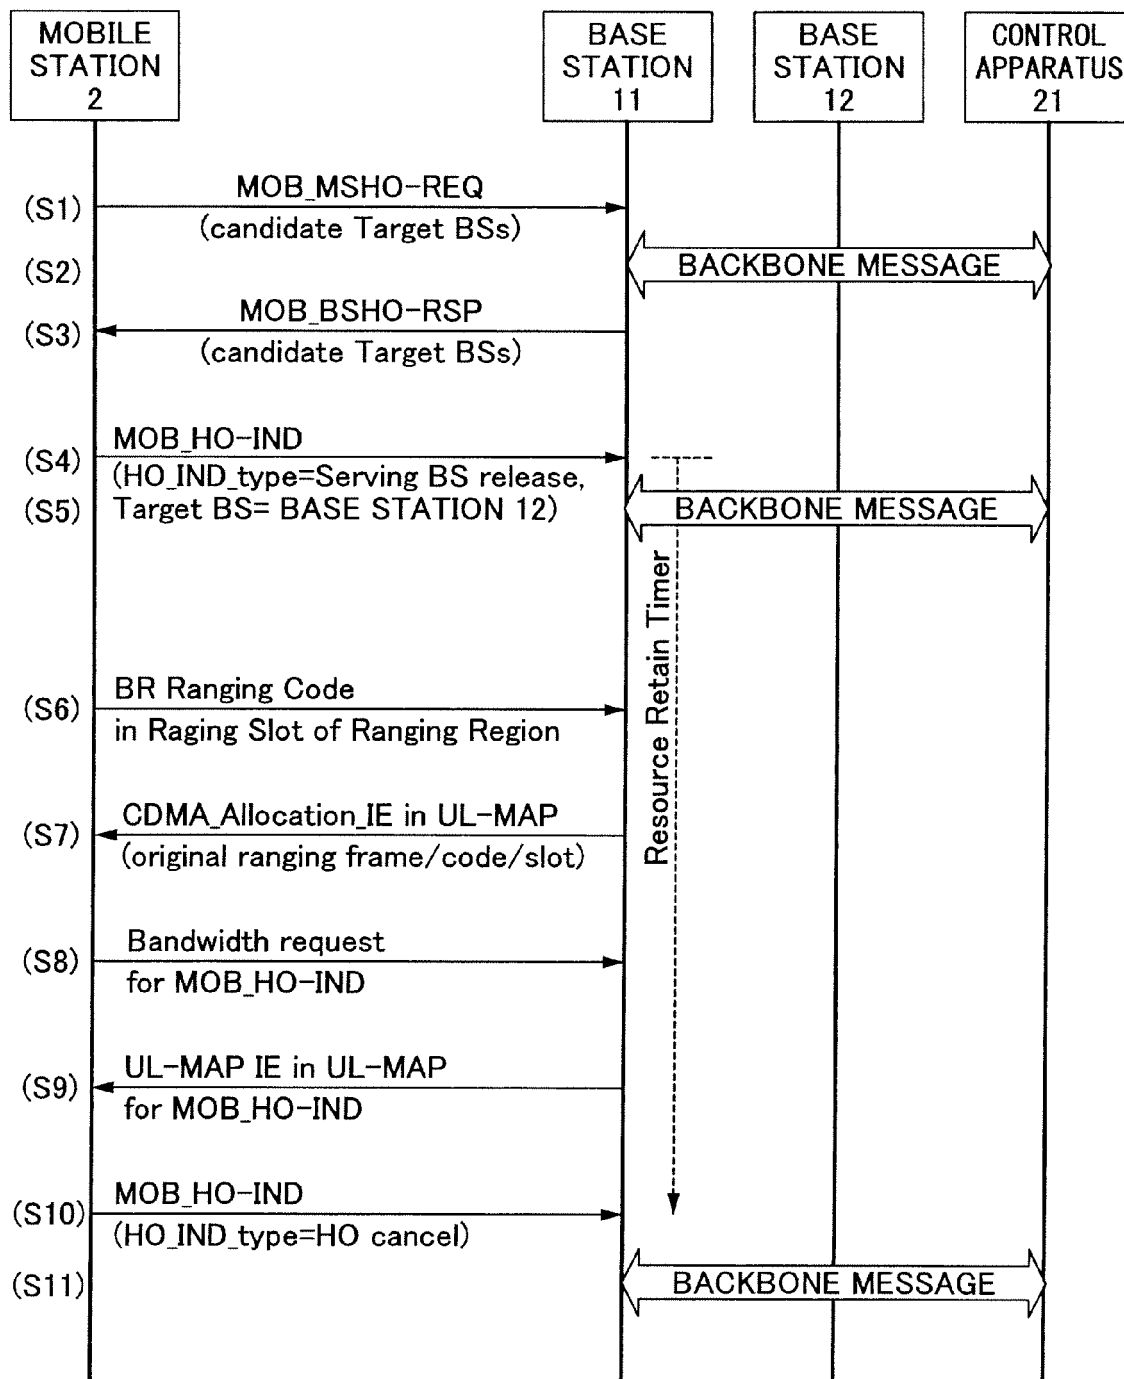 MOBILE
STATION
2
BASE
STATION
11
BASE
STATION
12
CONTROL
APPARATUS
21
(S1)
MOB_MSHO-REQ
(candidate Target BSs)
(S2)
BACKBONE MESSAGE
(S3)
MOB_BSHO-RSP
(candidate Target BSs)
(S4)
MOB_HO-IND
(HO_IND_type=Serving BS release,
(S5)
Target BS= BASE STATION 12)
BACKBONE MESSAGE
Resource Retain Timer
(S6)
BR Ranging Code
in Raging Slot of Ranging Region
(S7)
CDMA_Allocation_IE in UL-MAP
(original ranging frame/code/slot)
(S8)
Bandwidth request
for MOB_HO-IND
(S9)
UL-MAP IE in UL-MAP
for MOB_HO-IND
(S10)
MOB_HO-IND
(HO_IND_type=HO cancel)
(S11)
BACKBONE MESSAGE